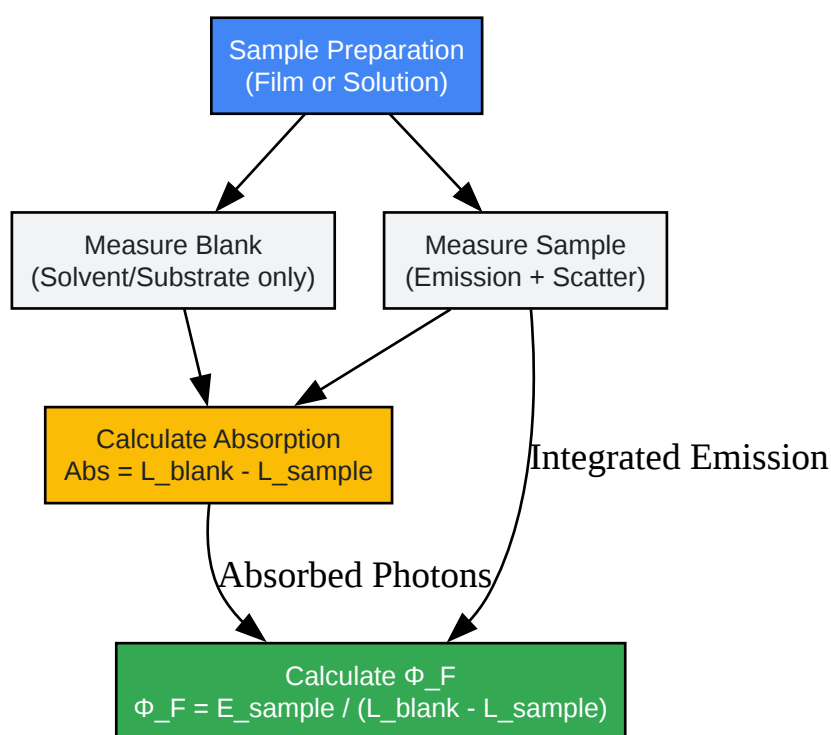 Sample Preparation
(Film or Solution)
Measure Blank
(Solvent/Substrate only)
Measure Sample
(Emission + Scatter)
Calculate Absorption
Abs = L_blank - L_sample
Integrated Emission
Absorbed Photons
Calculate Φ_F
Φ_F = E_sample / (L_blank - L_sample)